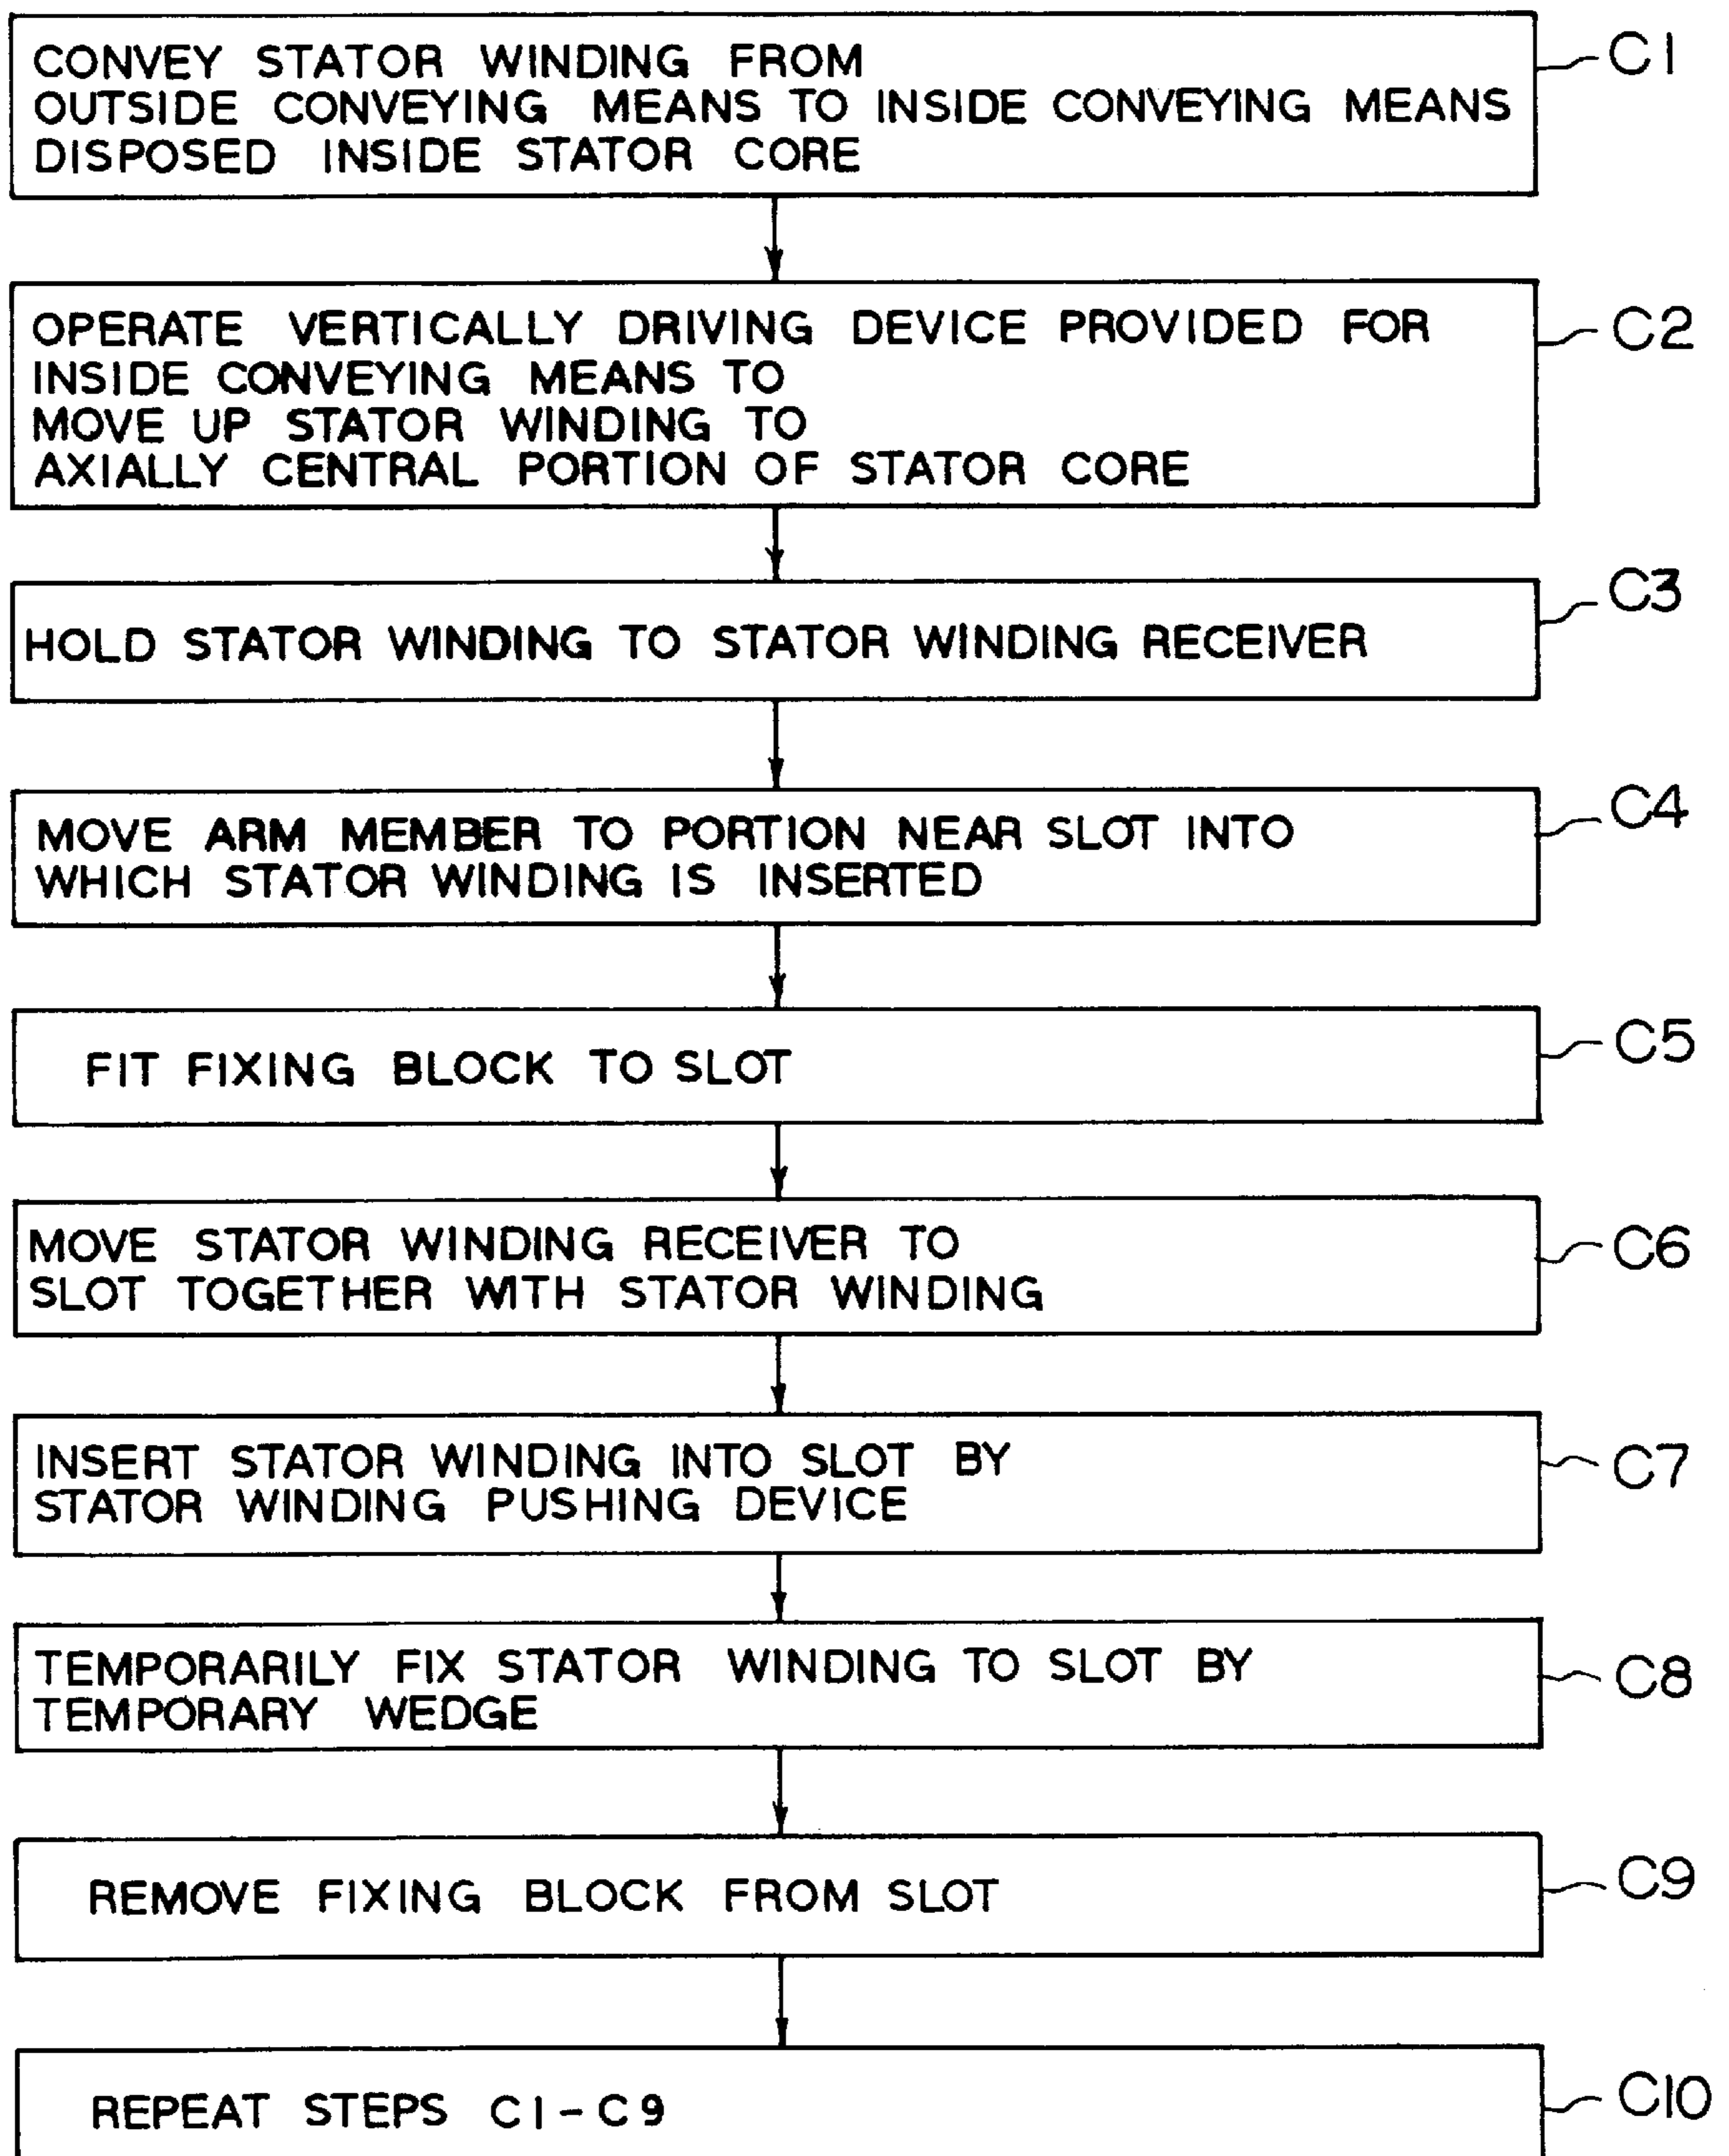 CONVEY STATOR WINDING FROM
OUTSIDE CONVEYING MEANS TO INSIDE CONVEYING MEANS
DISPOSED INSIDE STATOR CORE
C1
OPERATE VERTICALLY DRIVING DEVICE PROVIDED FOR
INSIDE CONVEYING MEANS TO
MOVE UP STATOR WINDING TO
AXIALLY CENTRAL PORTION OF STATOR CORE
C2
HOLD STATOR WINDING TO STATOR WINDING RECEIVER
C3
MOVE ARM MEMBER TO PORTION NEAR SLOT INTO
WHICH STATOR WINDING IS INSERTED
C4
FIT FIXING BLOCK TO SLOT
C5
MOVE STATOR WINDING RECEIVER TO
SLOT TOGETHER WITH STATOR WINDING
C6
INSERT STATOR WINDING INTO SLOT BY
STATOR WINDING PUSHING DEVICE
C7
TEMPORARILY FIX STATOR WINDING TO SLOT BY
TEMPORARY WEDGE
C8
REMOVE FIXING BLOCK FROM SLOT
C9
REPEAT STEPS C1-C9
C10